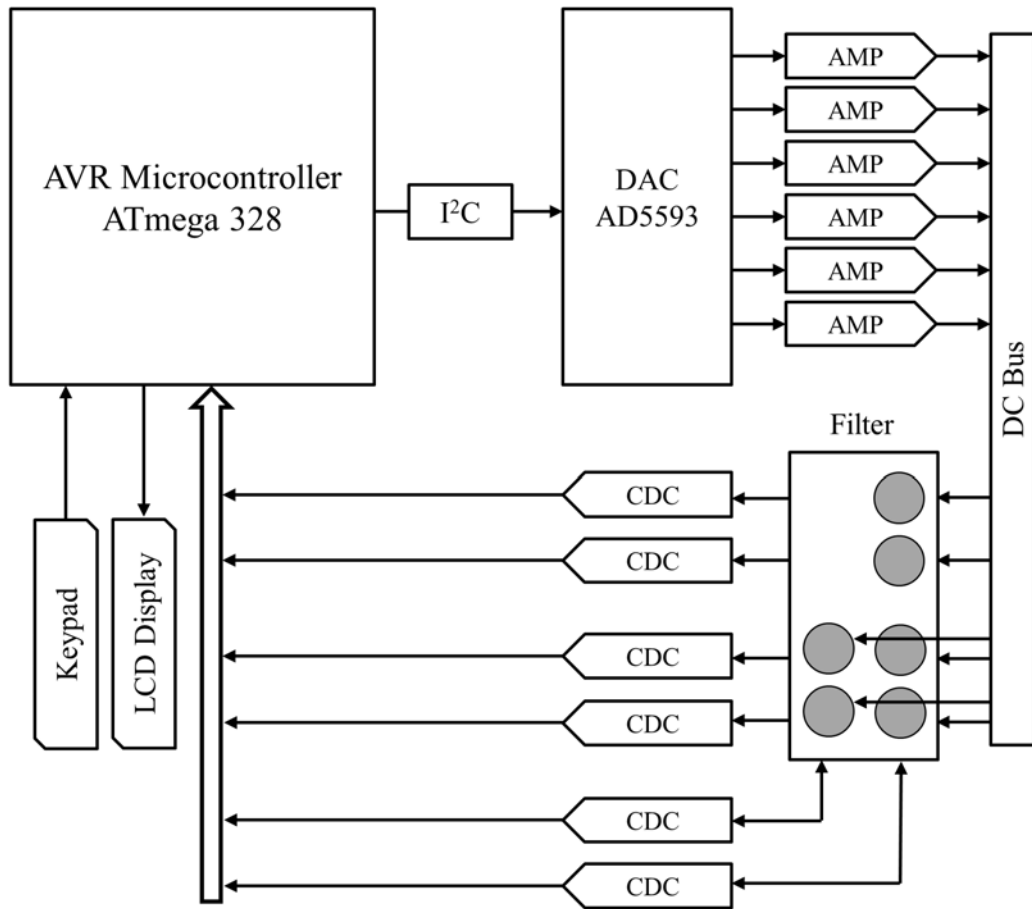 AVR Microcontroller
ATmega 328
I²C
DAC
AD5593
AMP
AMP
AMP
AMP
AMP
AMP
DC Bus
Filter
CDC
CDC
CDC
CDC
CDC
CDC
Keypad
LCD Display